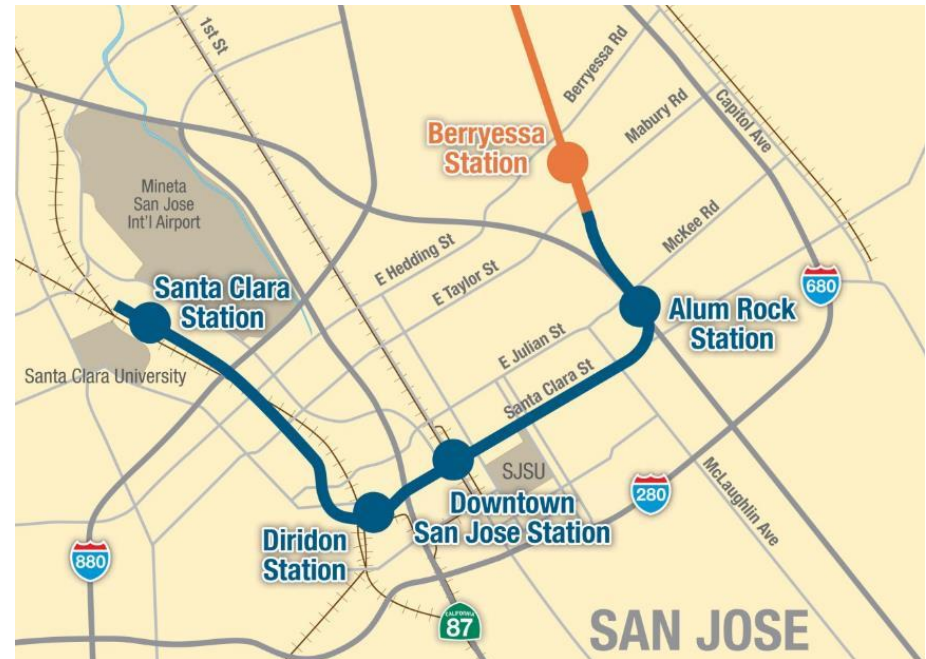 1st St
Berryessa Rd
Mabury Rd
Capitol Ave
Berryessa
Station
Mineta
San Jose
Int'l Airport
McKee Rd
E Hedding St
E Taylor St
680
Santa Clara
Station
Alum Rock
Station
E Julian St
Santa Clara St
Santa Clara University
SJSU
280
McLaughlin Ave
Downtown
San Jose Station
Diridon
Station
880
CALIFORNIA
87
SAN JOSE